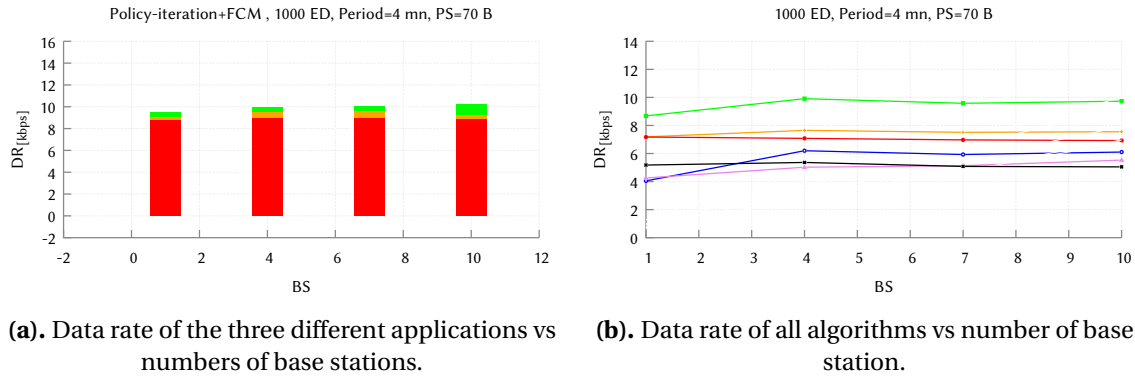 Policy-iteration+FCM , 1000 ED, Period=4 mn, PS=70 B
16
14
12
10
8
6
4
2
0
−2
DR[kbps]
−2 0 2 4 6 8 10 12
BS
(a). Data rate of the three different applications vs
numbers of base stations.
1000 ED, Period=4 mn, PS=70 B
14
12
10
8
6
4
2
0
DR[kbps]
1 2 3 4 5 6 7 8 9 10
BS
(b). Data rate of all algorithms vs number of base
station.